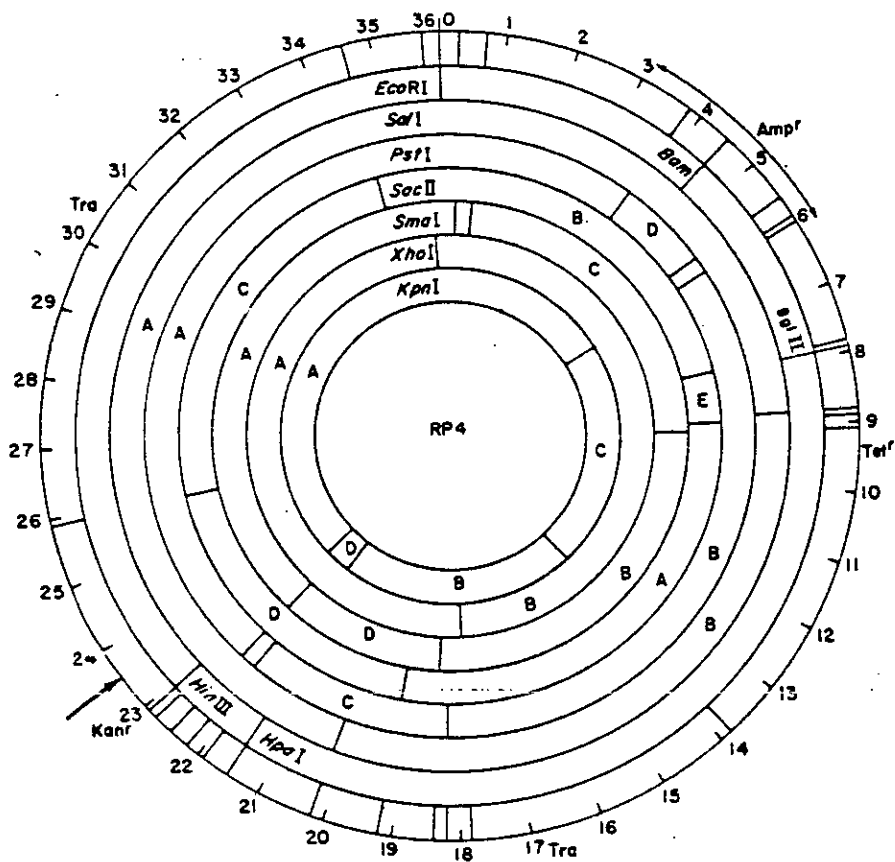 36
0
1
2
3
4
5
6
7
8
9
10
11
12
13
14
15
16
17
18
19
20
21
22
23
24
25
26
27
28
29
30
31
32
33
34
35
Ampʳ
Tetʳ
Tra
Kanʳ
Tra
EcoRI
SalI
PstI
SacII
SmaI
XhoI
KpnI
Bam
Bgl II
HinIII
HpaI
B
D
C
E
C
A
A
C
A
A
A
RP4
C
B
B
A
B
B
D
B
B
D
D
C